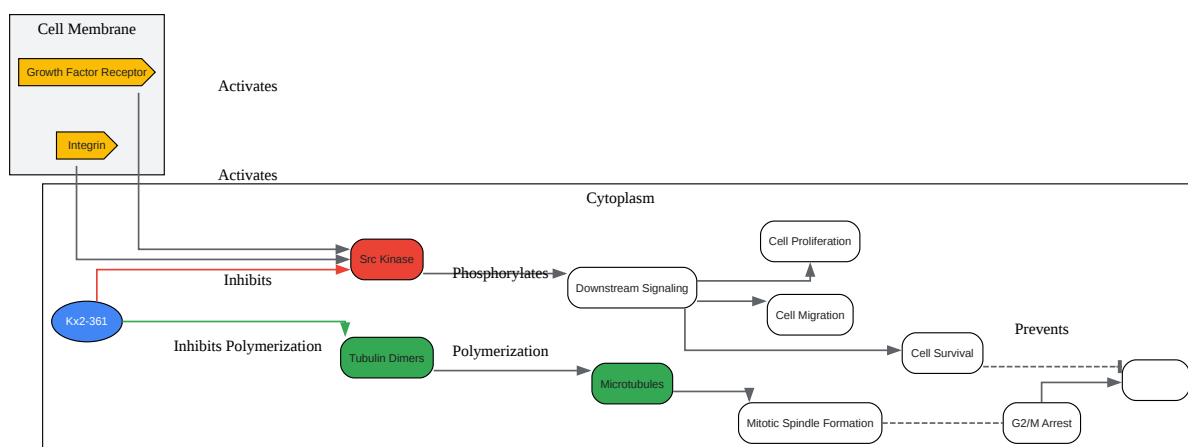 Cell Membrane
Growth Factor Receptor
Activates
Integrin
Activates
Cytoplasm
Cell Proliferation
Src Kinase
Phosphorylates
Inhibits
Downstream Signaling
Cell Migration
Kx2-361
Prevents
Inhibits Polymerization
Polymerization
Tubulin Dimers
Cell Survival
Microtubules
Mitotic Spindle Formation
G2/M Arrest